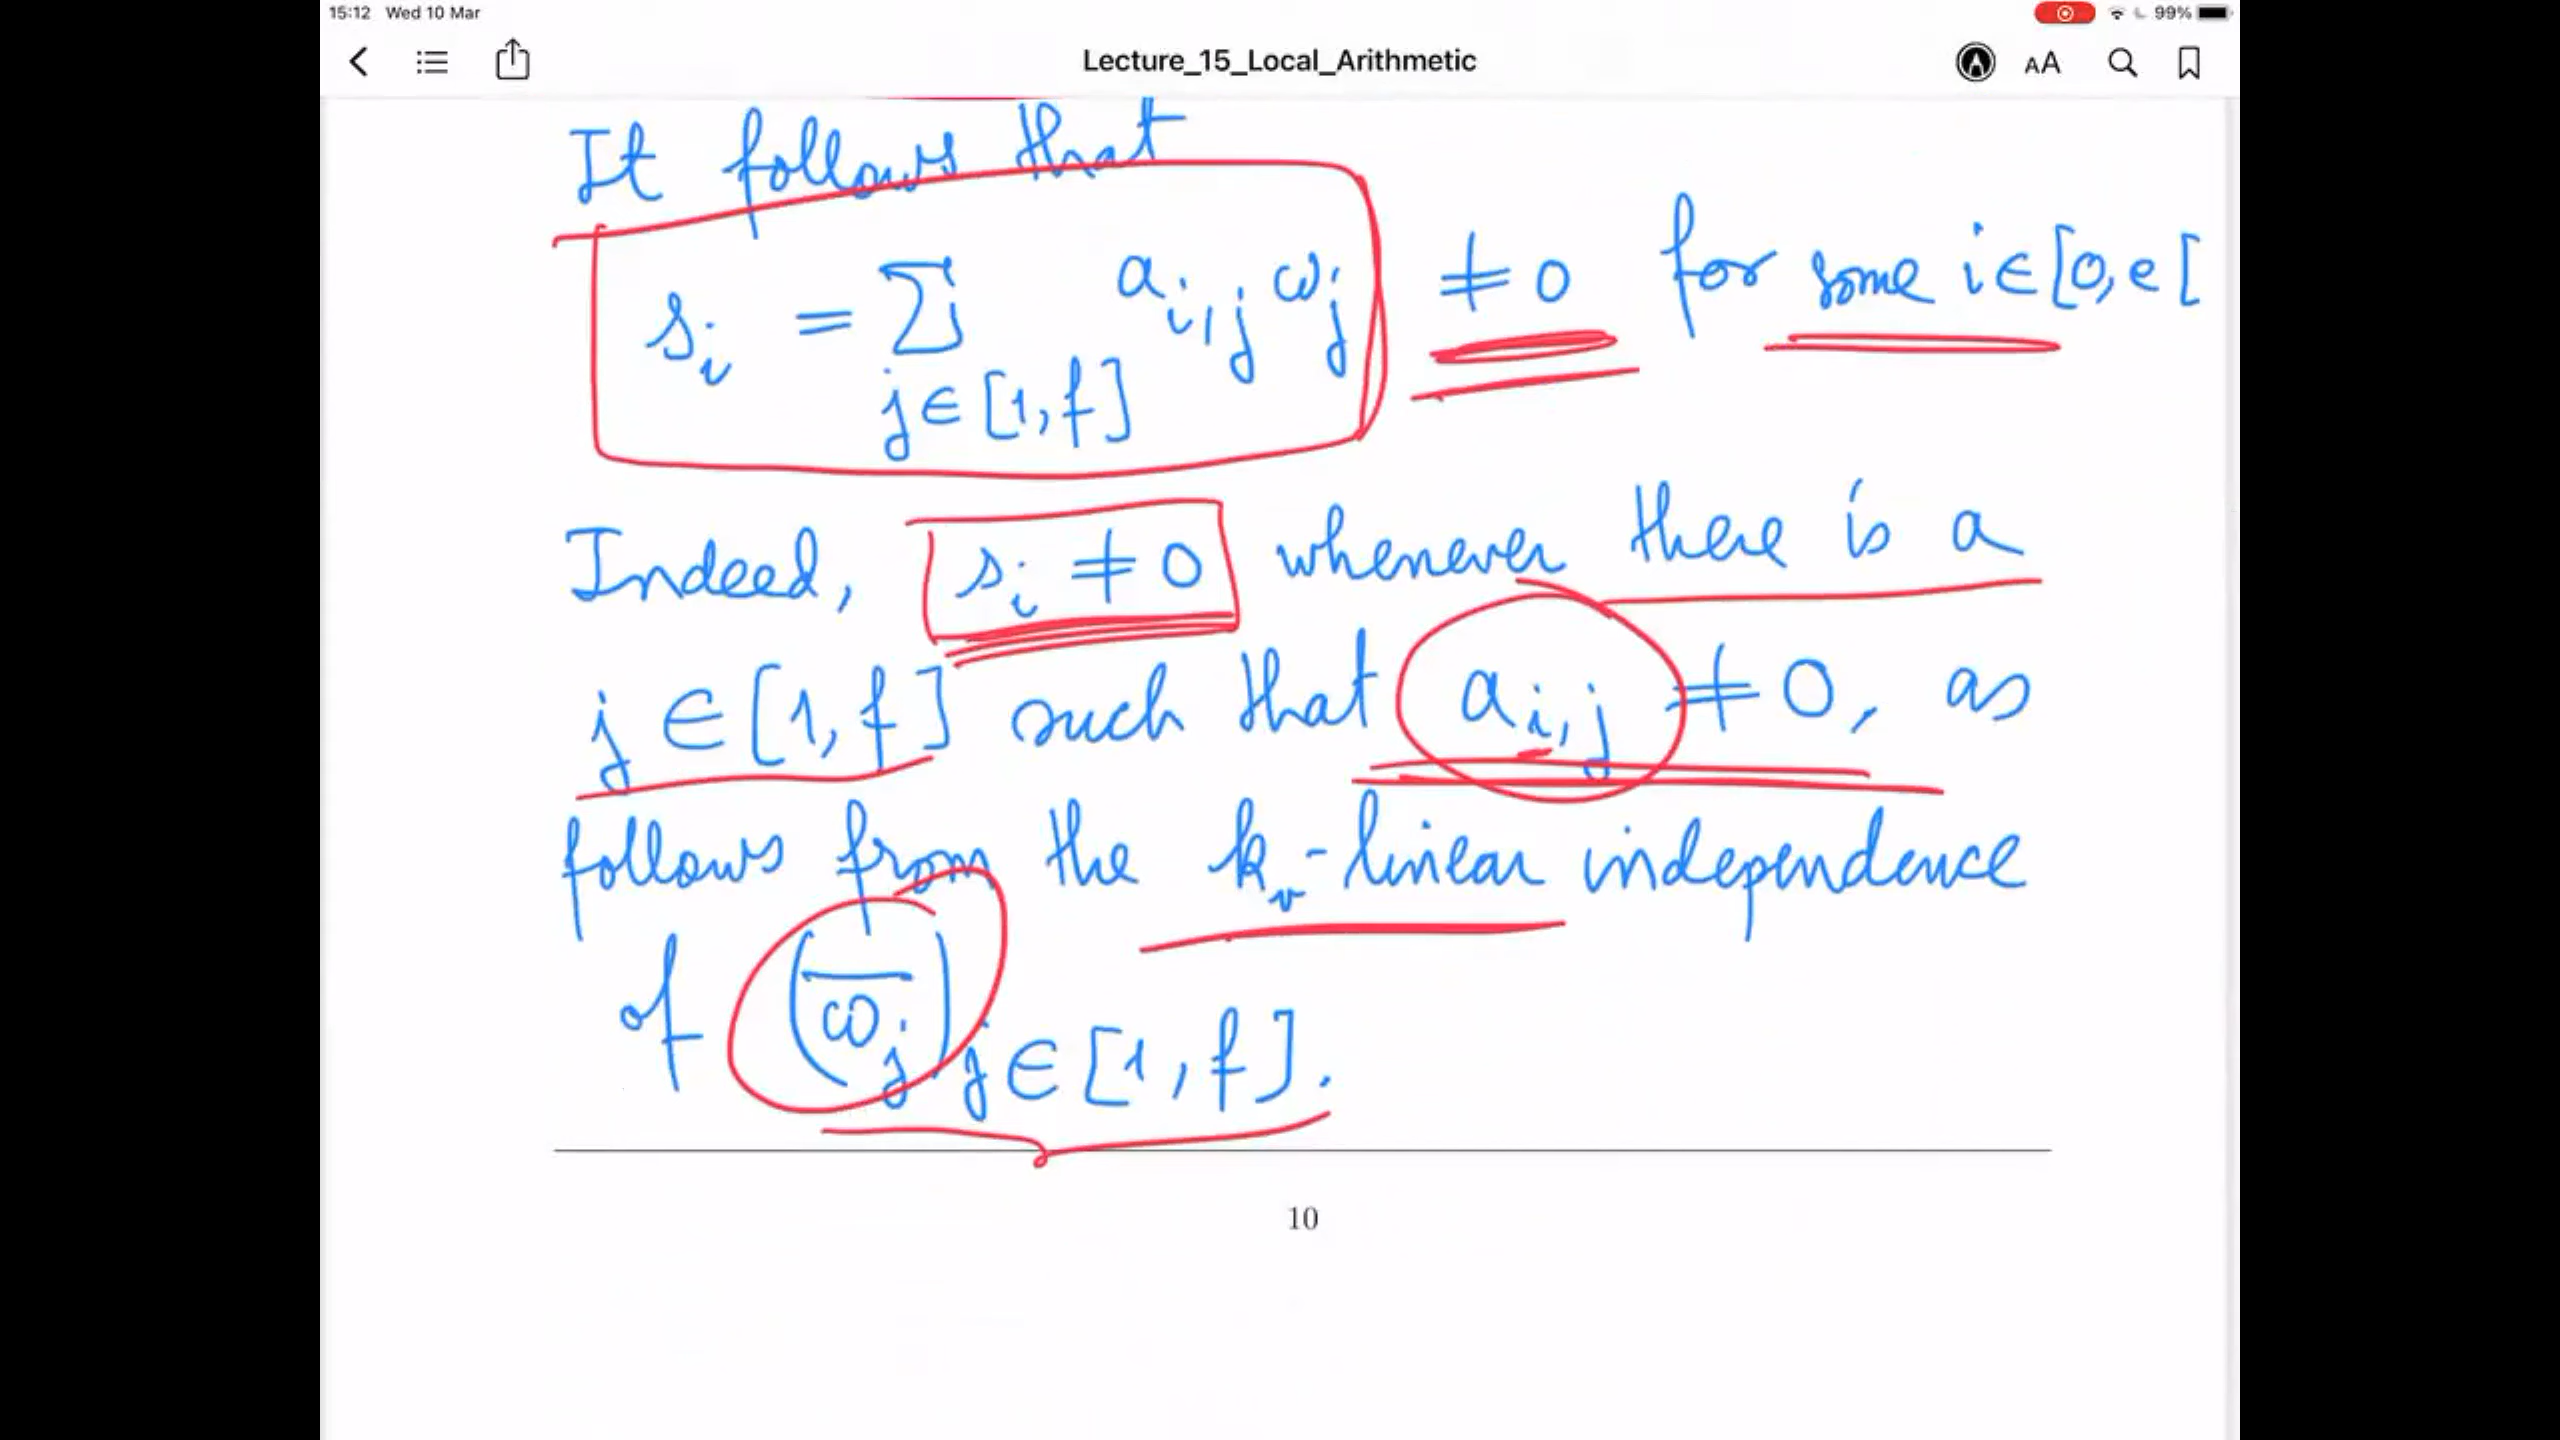 15:12 Wed 10 Mar 99%
Lecture_15_Local_Arithmetic
AA
It follows that
s_i = ∑_{j∈[1,f]} a_{i,j} ω_j ≠ 0 for some i∈[0,e[
Indeed, s_i ≠ 0 whenever there is a
j ∈ [1,f] such that a_{i,j} ≠ 0, as
follows from the k_v-linear independence
of (ω̄_j)_{j∈[1,f]}.
10